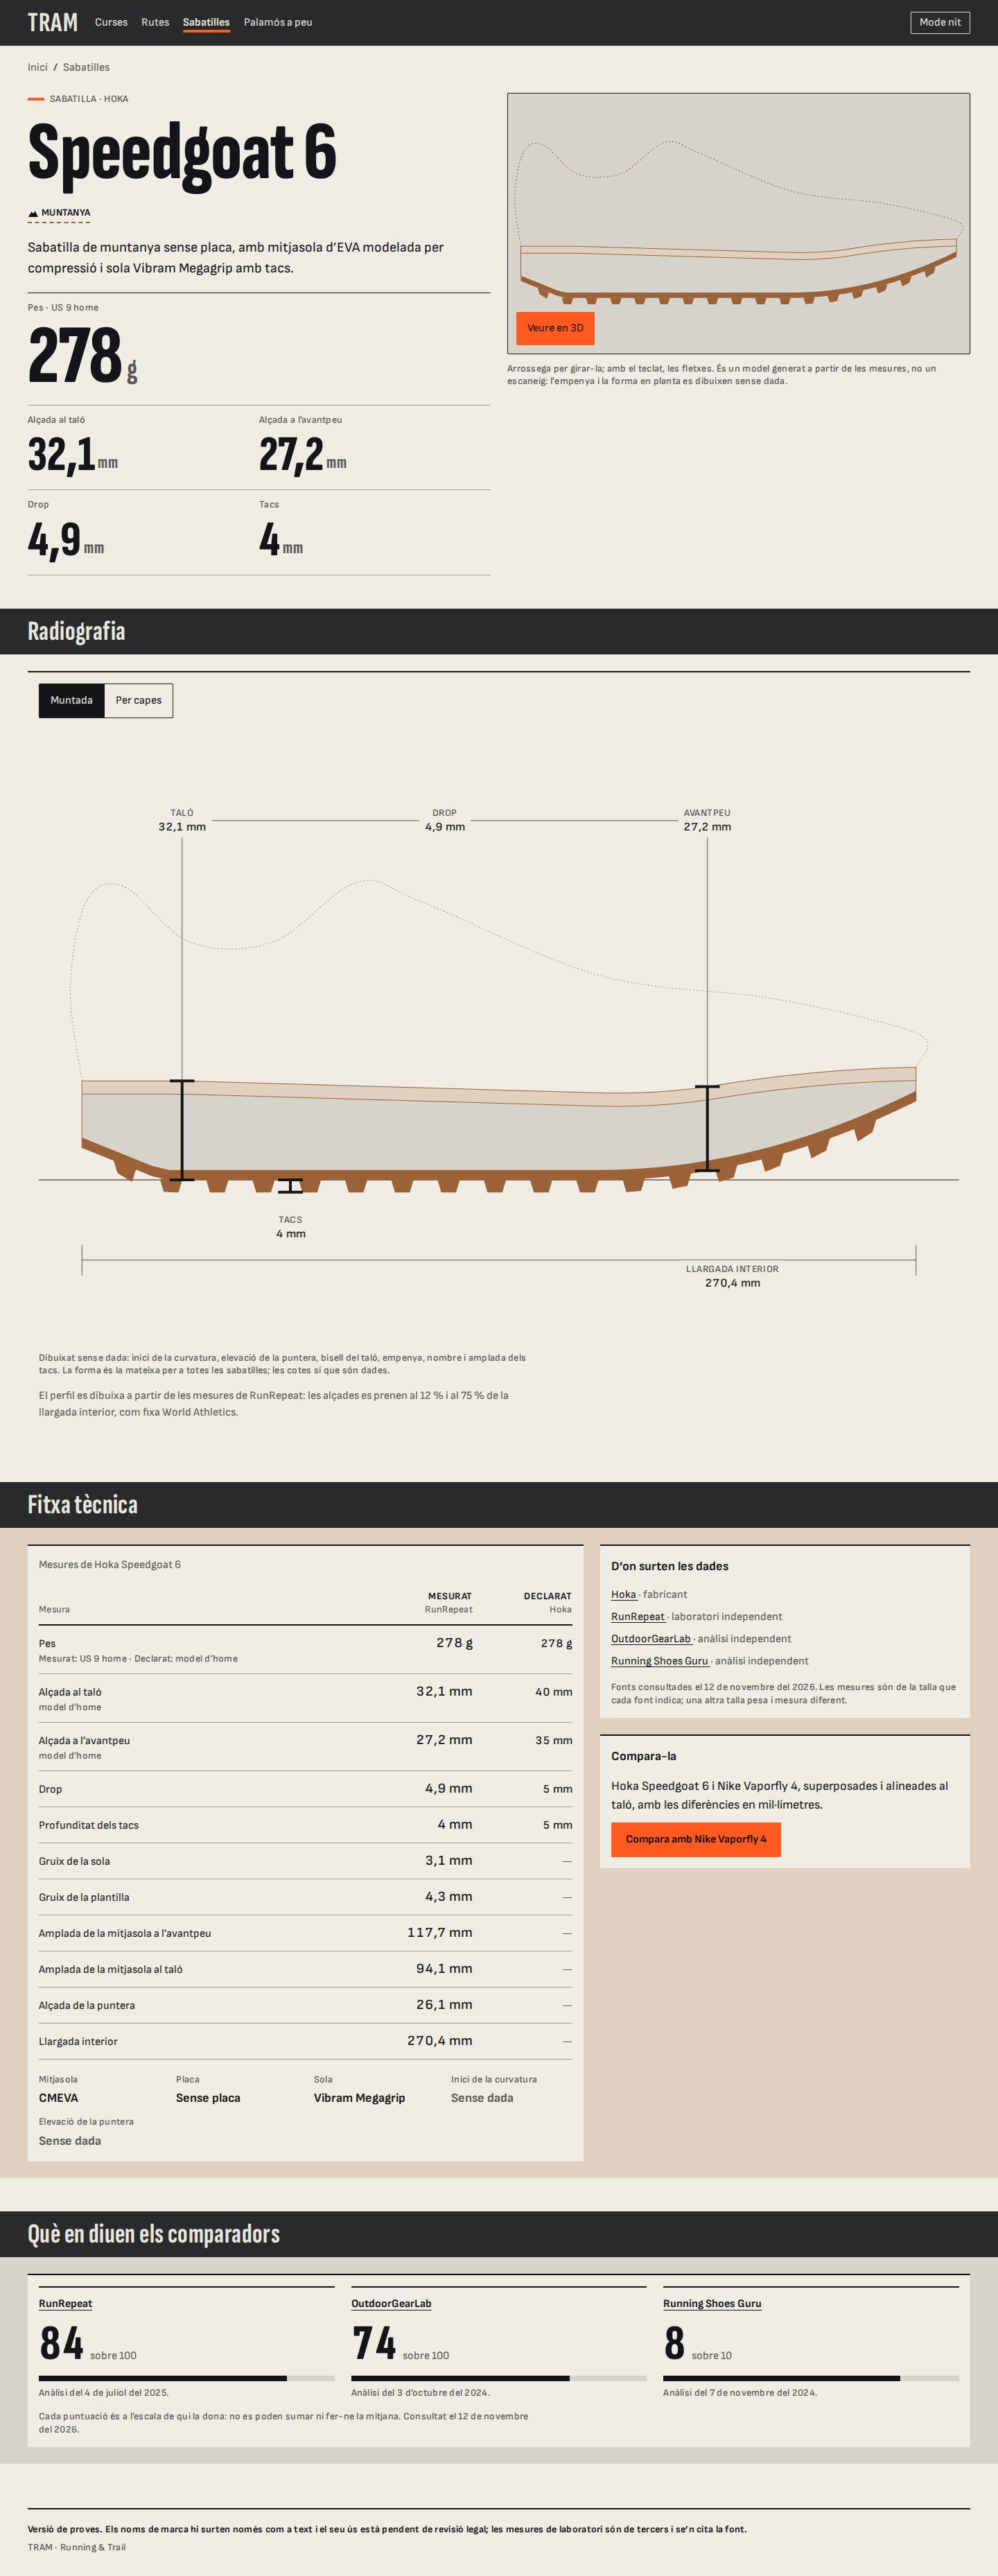 TRAM Curses Rutes Sabatilles Palamós a peu Mode nit
Inici / Sabatilles
SABATILLA · HOKA
Speedgoat 6
MUNTANYA
Sabatilla de muntanya sense placa, amb mitjasola d’EVA modelada per
compressió i sola Vibram Megagrip amb tacs.
Pes · US 9 home
278 g
Alçada al taló
32,1 mm
Alçada a l’avantpeu
27,2 mm
Drop
4,9 mm
Tacs
4 mm
Veure en 3D
Arrossega per girar-la; amb el teclat, les fletxes. És un model generat a partir de les mesures, no un
escaneig: l’empenya i la forma en planta es dibuixen sense dada.
Radiografia
Muntada Per capes
TALÓ
32,1 mm
DROP
4,9 mm
AVANTPEU
27,2 mm
TACS
4 mm
LLARGADA INTERIOR
270,4 mm
Dibuixat sense dada: inici de la curvatura, elevació de la puntera, bisell del taló, empenya, nombre i amplada dels
tacs. La forma és la mateixa per a totes les sabatilles; les cotes sí que són dades.
El perfil es dibuixa a partir de les mesures de RunRepeat: les alçades es prenen al 12 % i al 75 % de la
llargada interior, com fixa World Athletics.
Fitxa tècnica
Mesures de Hoka Speedgoat 6
MESURAT DECLARAT
Mesura RunRepeat Hoka
Pes 278 g 278 g
Mesurat: US 9 home · Declarat: model d’home
Alçada al taló 32,1 mm 40 mm
model d’home
Alçada a l’avantpeu 27,2 mm 35 mm
model d’home
Drop 4,9 mm 5 mm
Profunditat dels tacs 4 mm 5 mm
Gruix de la sola 3,1 mm —
Gruix de la plantilla 4,3 mm —
Amplada de la mitjasola a l’avantpeu 117,7 mm —
Amplada de la mitjasola al taló 94,1 mm —
Alçada de la puntera 26,1 mm —
Llargada interior 270,4 mm —
Mitjasola Placa Sola Inici de la curvatura
CMEVA Sense placa Vibram Megagrip Sense dada
Elevació de la puntera
Sense dada
D’on surten les dades
Hoka · fabricant
RunRepeat · laboratori independent
OutdoorGearLab · anàlisi independent
Running Shoes Guru · anàlisi independent
Fonts consultades el 12 de novembre del 2026. Les mesures són de la talla que
cada font indica; una altra talla pesa i mesura diferent.
Compara-la
Hoka Speedgoat 6 i Nike Vaporfly 4, superposades i alineades al
taló, amb les diferències en mil·límetres.
Compara amb Nike Vaporfly 4
Què en diuen els comparadors
RunRepeat
84 sobre 100
Anàlisi del 4 de juliol del 2025.
OutdoorGearLab
74 sobre 100
Anàlisi del 3 d’octubre del 2024.
Running Shoes Guru
8 sobre 10
Anàlisi del 7 de novembre del 2024.
Cada puntuació és a l’escala de qui la dona: no es poden sumar ni fer-ne la mitjana. Consultat el 12 de novembre
del 2026.
Versió de proves. Els noms de marca hi surten només com a text i el seu ús està pendent de revisió legal; les mesures de laboratori són de tercers i se’n cita la font.
TRAM · Running & Trail